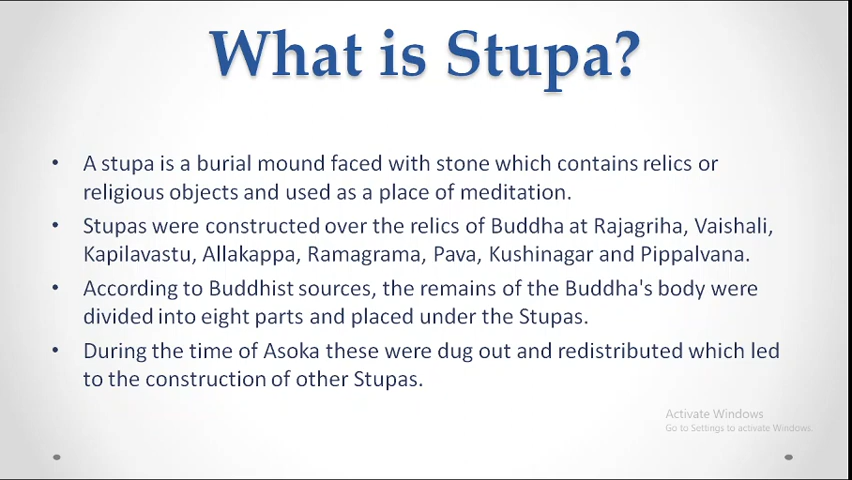 What is Stupa?
• A stupa is a burial mound faced with stone which contains relics or
religious objects and used as a place of meditation.
• Stupas were constructed over the relics of Buddha at Rajagriha, Vaishali,
Kapilavastu, Allakappa, Ramagrama, Pava, Kushinagar and Pippalvana.
• According to Buddhist sources, the remains of the Buddha's body were
divided into eight parts and placed under the Stupas.
• During the time of Asoka these were dug out and redistributed which led
to the construction of other Stupas.
Activate Windows
Go to Settings to activate Windows.